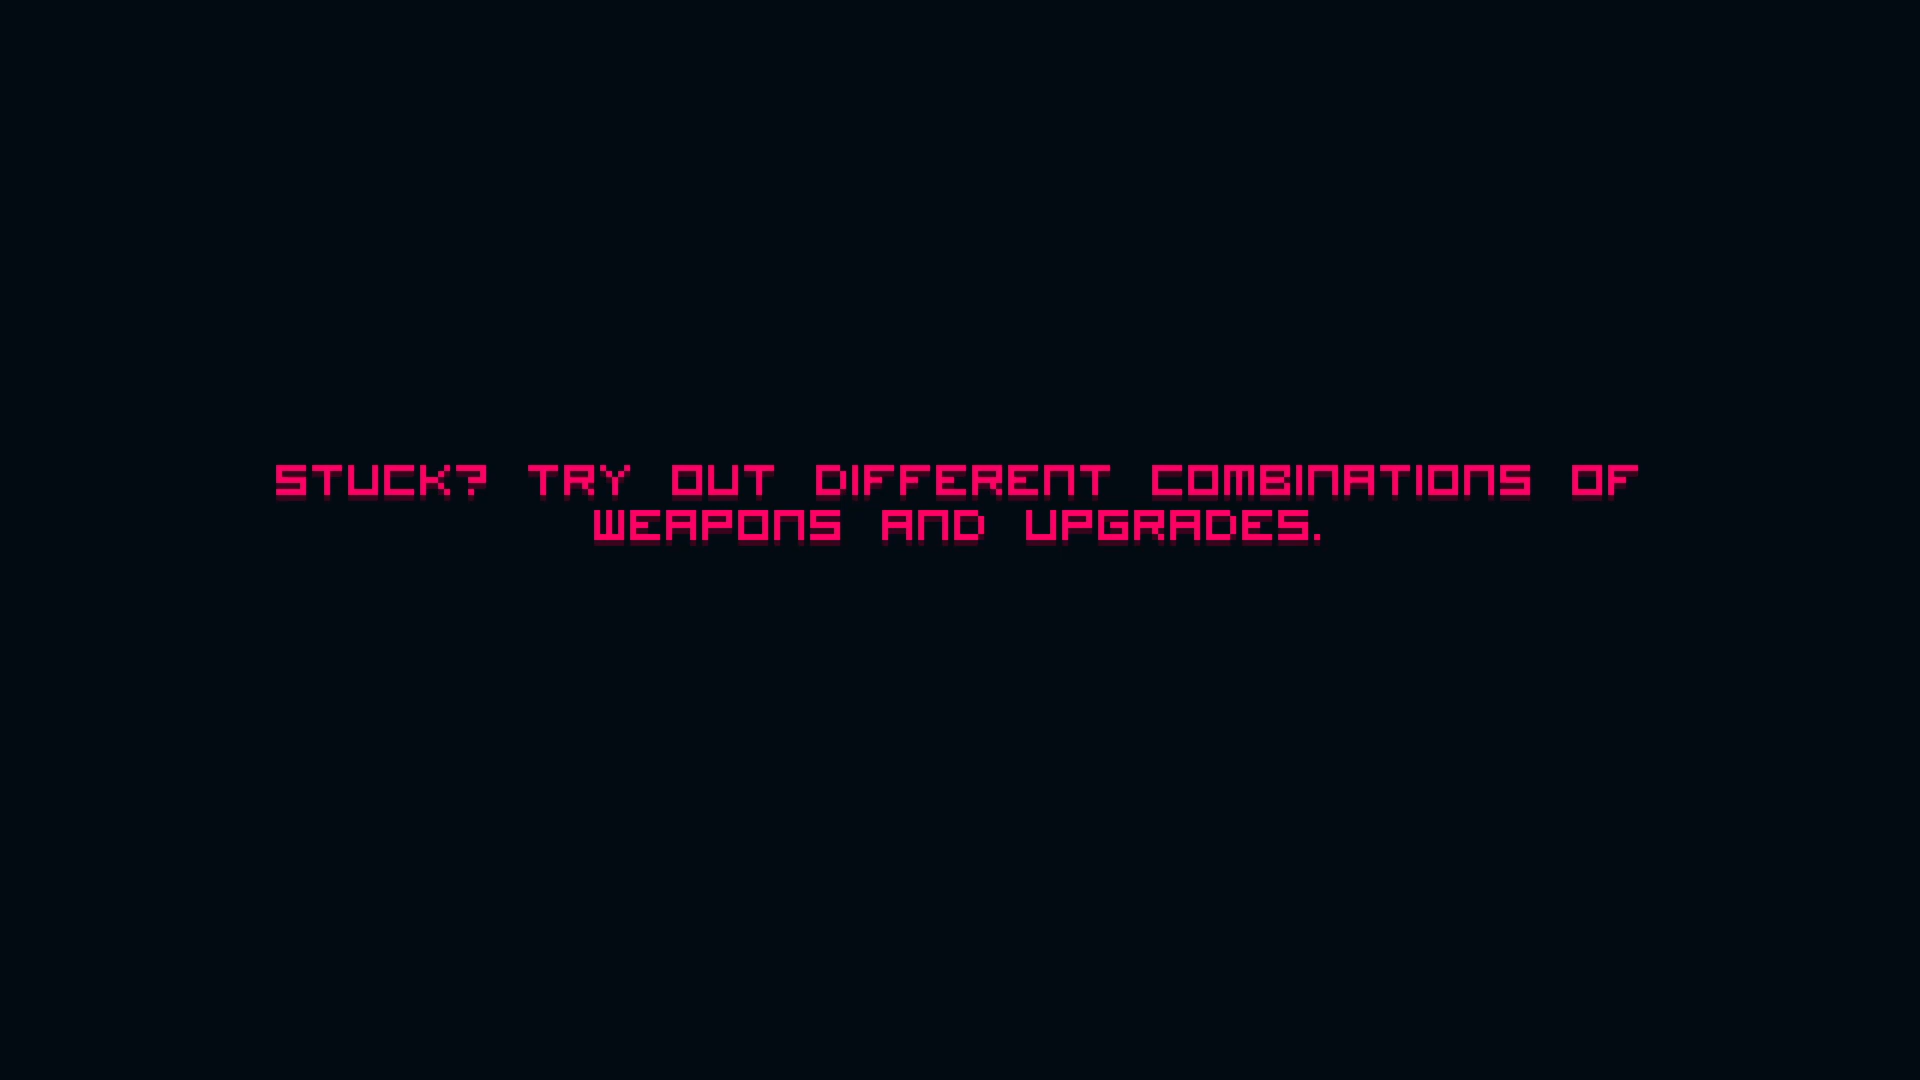 STUCK? TRY OUT DIFFERENT COMBINATIONS OF
WEAPONS AND UPGRADES.